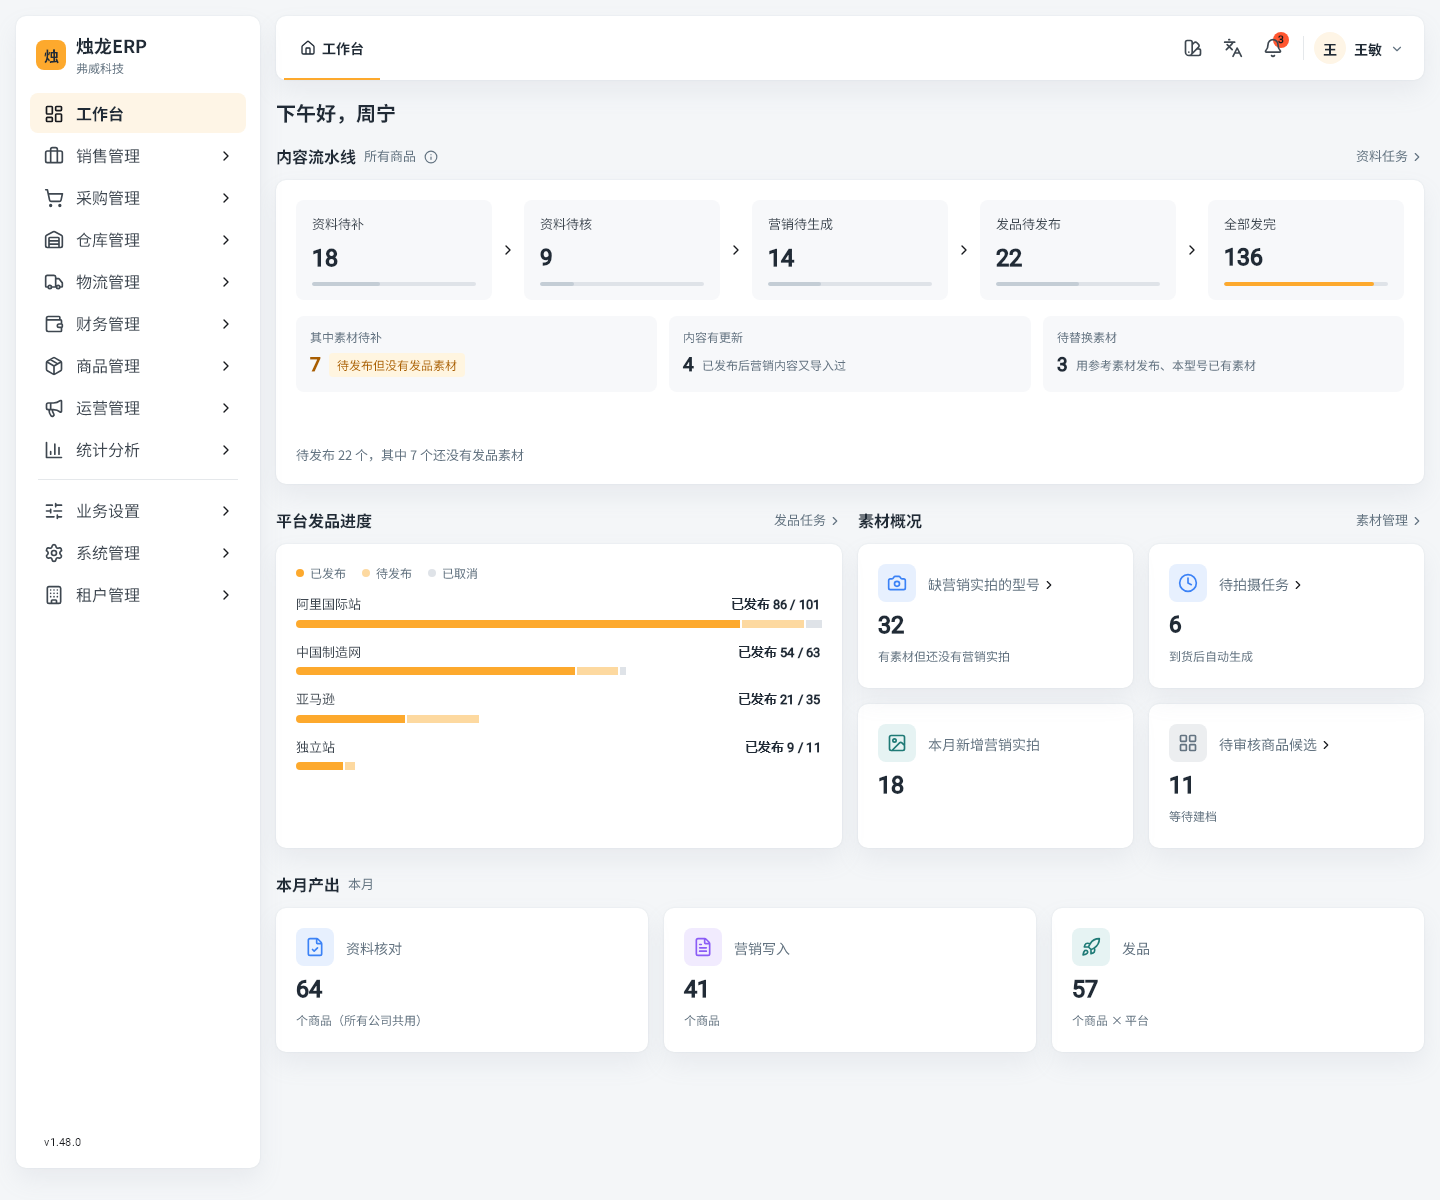 烛
烛龙ERP
弗威科技
工作台
销售管理
采购管理
仓库管理
物流管理
财务管理
商品管理
运营管理
统计分析
业务设置
系统管理
租户管理
v1.48.0
工作台
3
王
王敏
下午好，周宁
内容流水线 所有商品
资料任务
资料待补
18
资料待核
9
营销待生成
14
发品待发布
22
全部发完
136
其中素材待补
7 待发布但没有发品素材
内容有更新
4 已发布后营销内容又导入过
待替换素材
3 用参考素材发布、本型号已有素材
待发布 22 个，其中 7 个还没有发品素材
平台发品进度
发品任务
已发布 待发布 已取消
阿里国际站 已发布 86 / 101
中国制造网 已发布 54 / 63
亚马逊 已发布 21 / 35
独立站 已发布 9 / 11
素材概况
素材管理
缺营销实拍的型号
32
有素材但还没有营销实拍
待拍摄任务
6
到货后自动生成
本月新增营销实拍
18
待审核商品候选
11
等待建档
本月产出 本月
资料核对
64
个商品（所有公司共用）
营销写入
41
个商品
发品
57
个商品 × 平台